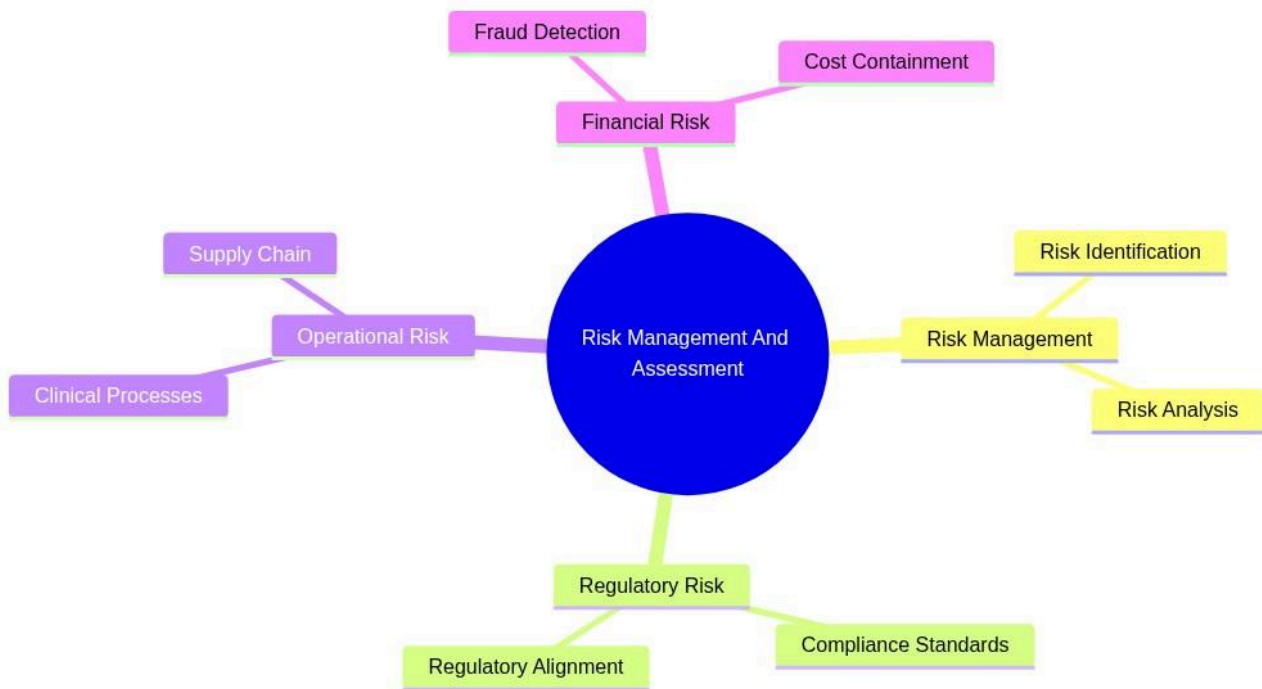 Fraud Detection
Cost Containment
Financial Risk
Supply Chain
Risk Identification
Operational Risk
Risk Management And
Assessment
Risk Management
Clinical Processes
Risk Analysis
Regulatory Risk
Compliance Standards
Regulatory Alignment